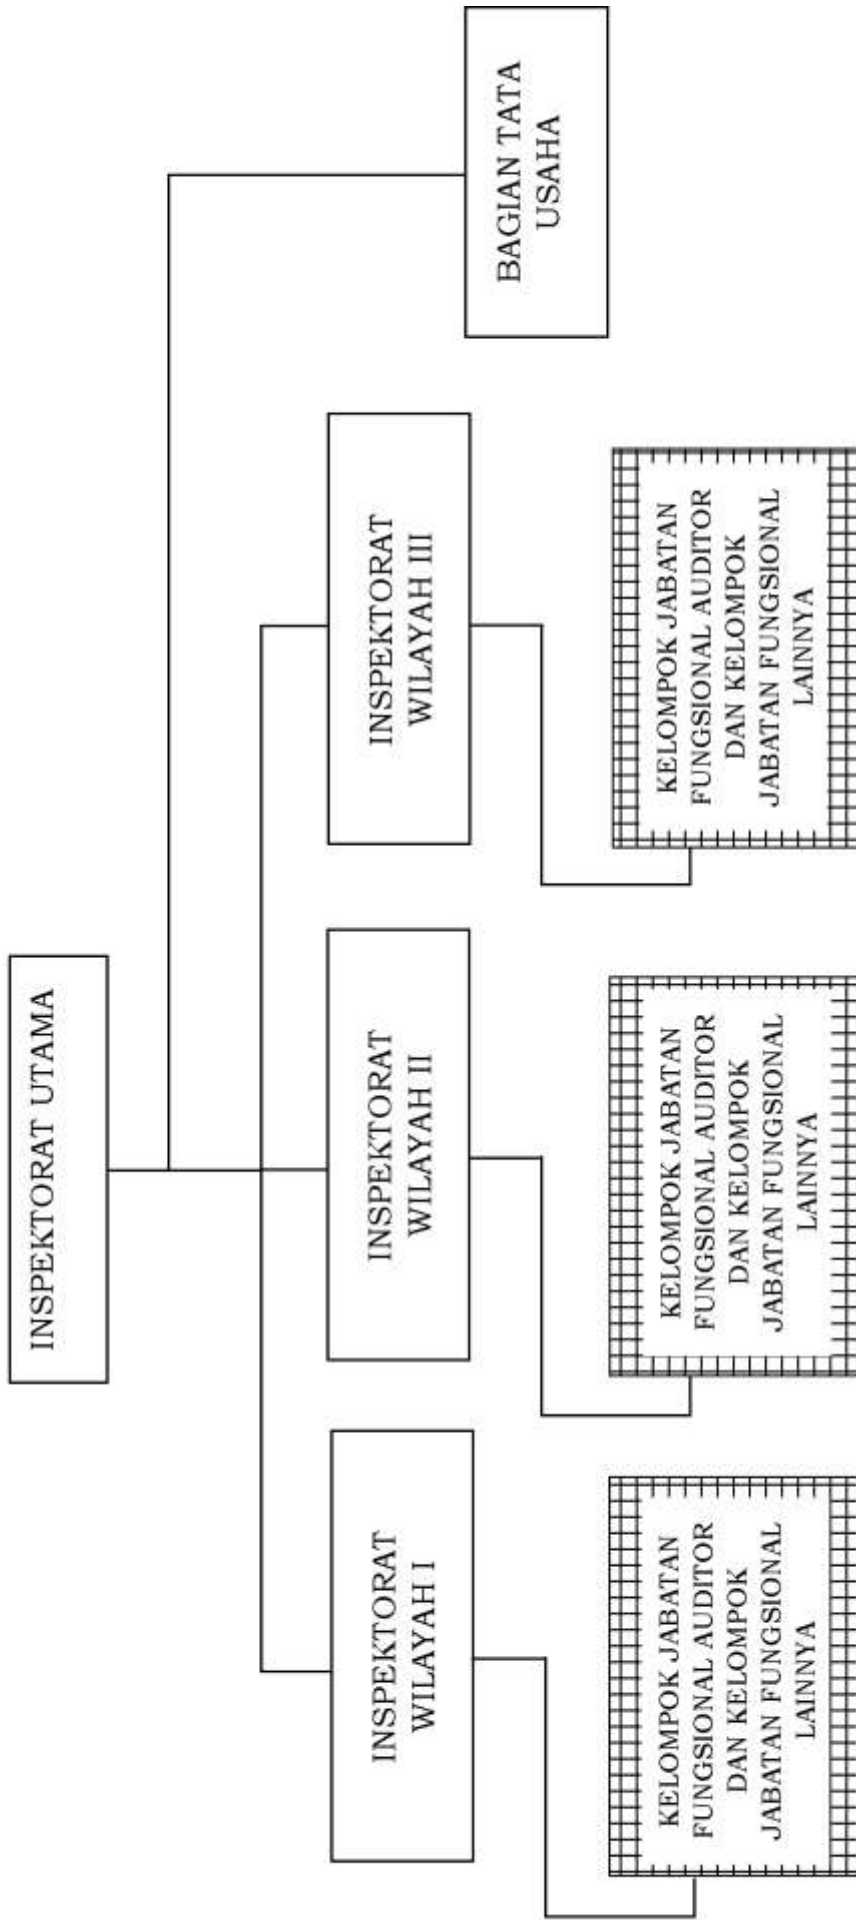 INSPEKTORAT UTAMA
BAGIAN TATA
USAHA
INSPEKTORAT
WILAYAH I
INSPEKTORAT
WILAYAH II
INSPEKTORAT
WILAYAH III
KELOMPOK JABATAN
FUNGSIONAL AUDITOR
DAN KELOMPOK
JABATAN FUNGSIONAL
LAINNYA
KELOMPOK JABATAN
FUNGSIONAL AUDITOR
DAN KELOMPOK
JABATAN FUNGSIONAL
LAINNYA
KELOMPOK JABATAN
FUNGSIONAL AUDITOR
DAN KELOMPOK
JABATAN FUNGSIONAL
LAINNYA